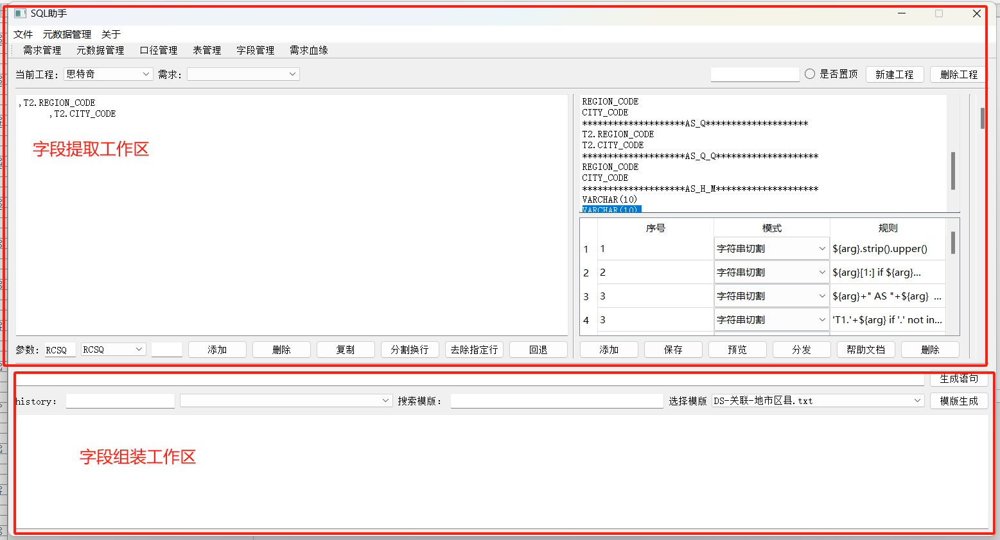 SQL助手
文件 元数据管理 关于
需求管理 元数据管理 口径管理 表管理 字段管理 需求血缘
当前工程： 思特奇 需求： 是否置顶 新建工程 删除工程
,T2.REGION_CODE
,T2.CITY_CODE
字段提取工作区
REGION_CODE
CITY_CODE
********************AS_Q********************
T2.REGION_CODE
T2.CITY_CODE
********************AS_Q_Q********************
REGION_CODE
CITY_CODE
********************AS_H_M********************
VARCHAR(10)
VARCHAR(10)
序号 模式 规则
1 1 字符串切割 ${arg}.strip().upper()
2 2 字符串切割 ${arg}[1:] if ${arg}...
3 3 字符串切割 ${arg}+" AS "+${arg} ...
4 3 字符串切割 'T1.'+${arg} if '.' not in...
参数： RCSQ RCSQ 添加 删除 复制 分割换行 去除指定行 回退
添加 保存 预览 分发 帮助文档 删除
生成语句
history: 搜索模版： 选择模版 DS-关联-地市区县.txt 模版生成
字段组装工作区